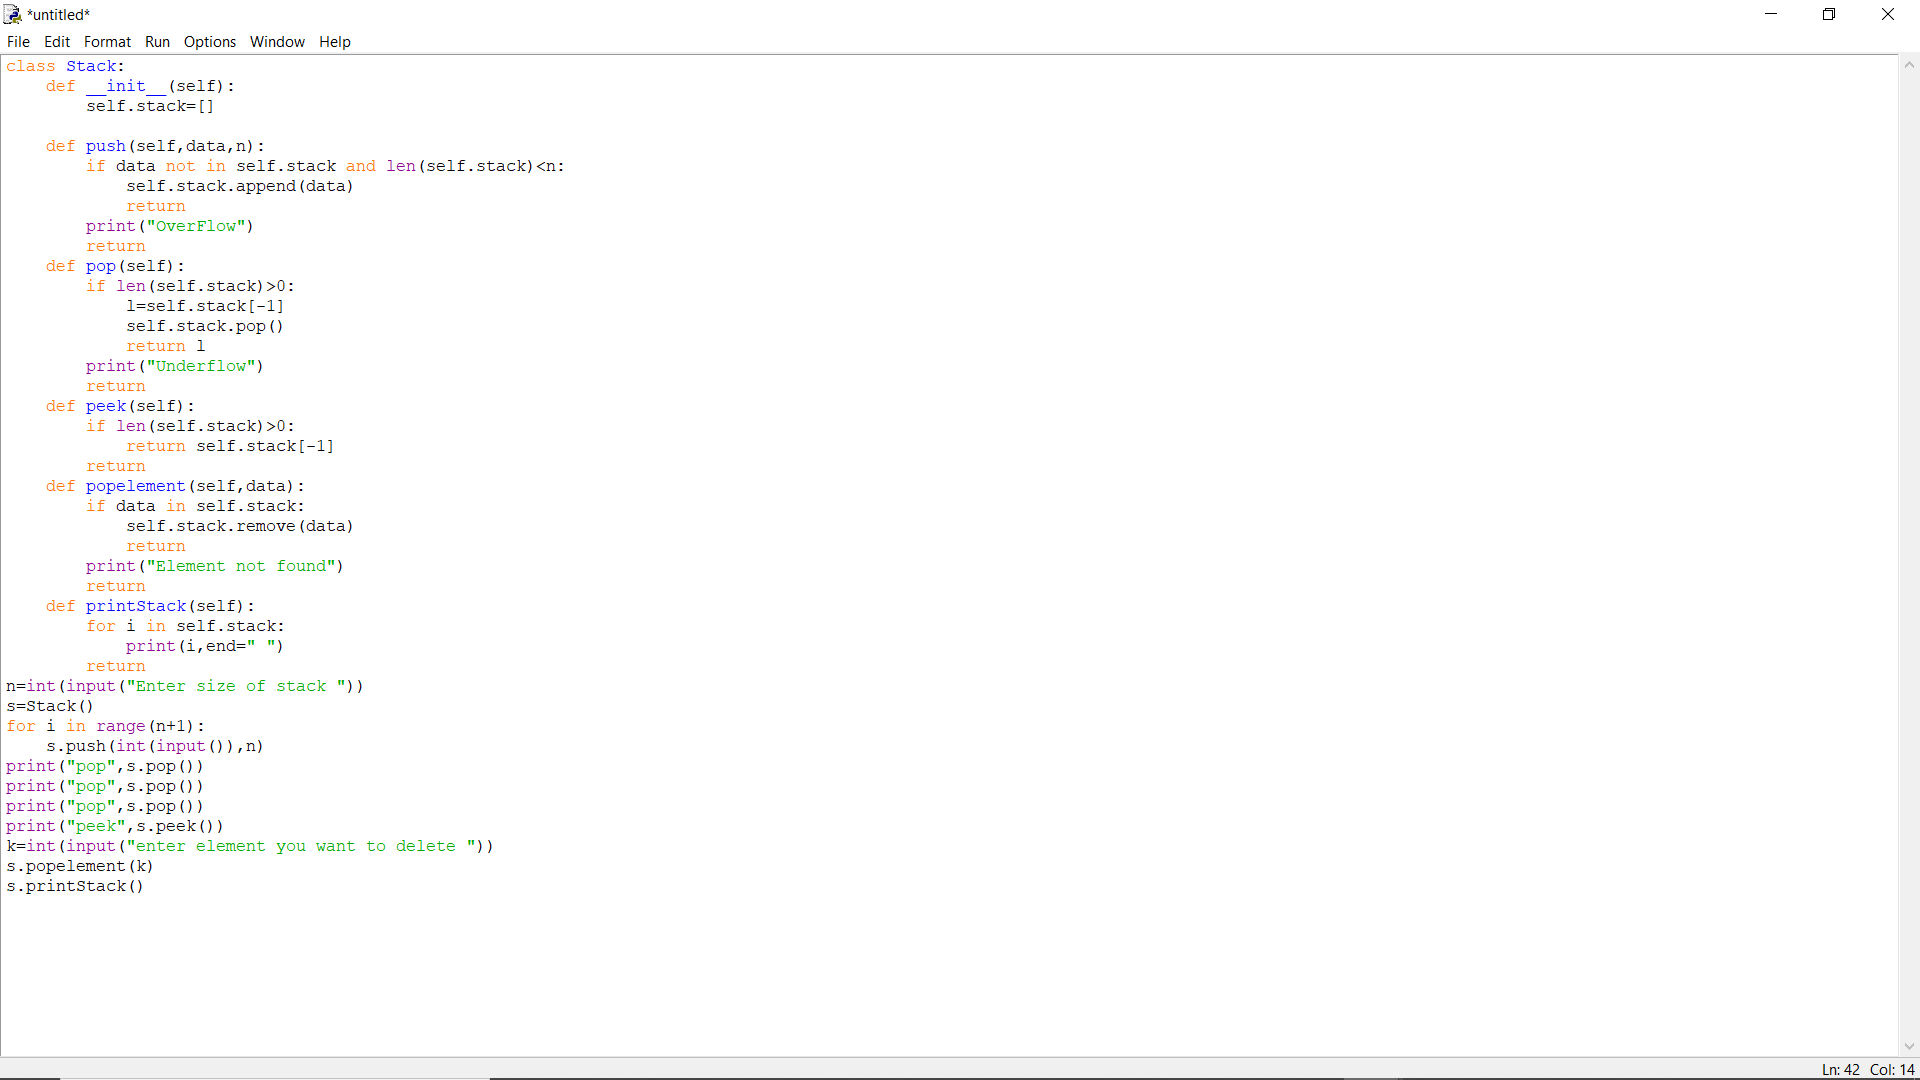 *untitled*
File Edit Format Run Options Window Help
class Stack:
    def __init__(self):
        self.stack=[]

    def push(self,data,n):
        if data not in self.stack and len(self.stack)<n:
            self.stack.append(data)
            return
        print("OverFlow")
        return
    def pop(self):
        if len(self.stack)>0:
            l=self.stack[-1]
            self.stack.pop()
            return l
        print("Underflow")
        return
    def peek(self):
        if len(self.stack)>0:
            return self.stack[-1]
        return
    def popelement(self,data):
        if data in self.stack:
            self.stack.remove(data)
            return
        print("Element not found")
        return
    def printStack(self):
        for i in self.stack:
            print(i,end=" ")
        return
n=int(input("Enter size of stack "))
s=Stack()
for i in range(n+1):
    s.push(int(input()),n)
print("pop",s.pop())
print("pop",s.pop())
print("pop",s.pop())
print("peek",s.peek())
k=int(input("enter element you want to delete "))
s.popelement(k)
s.printStack()
Ln: 42 Col: 14